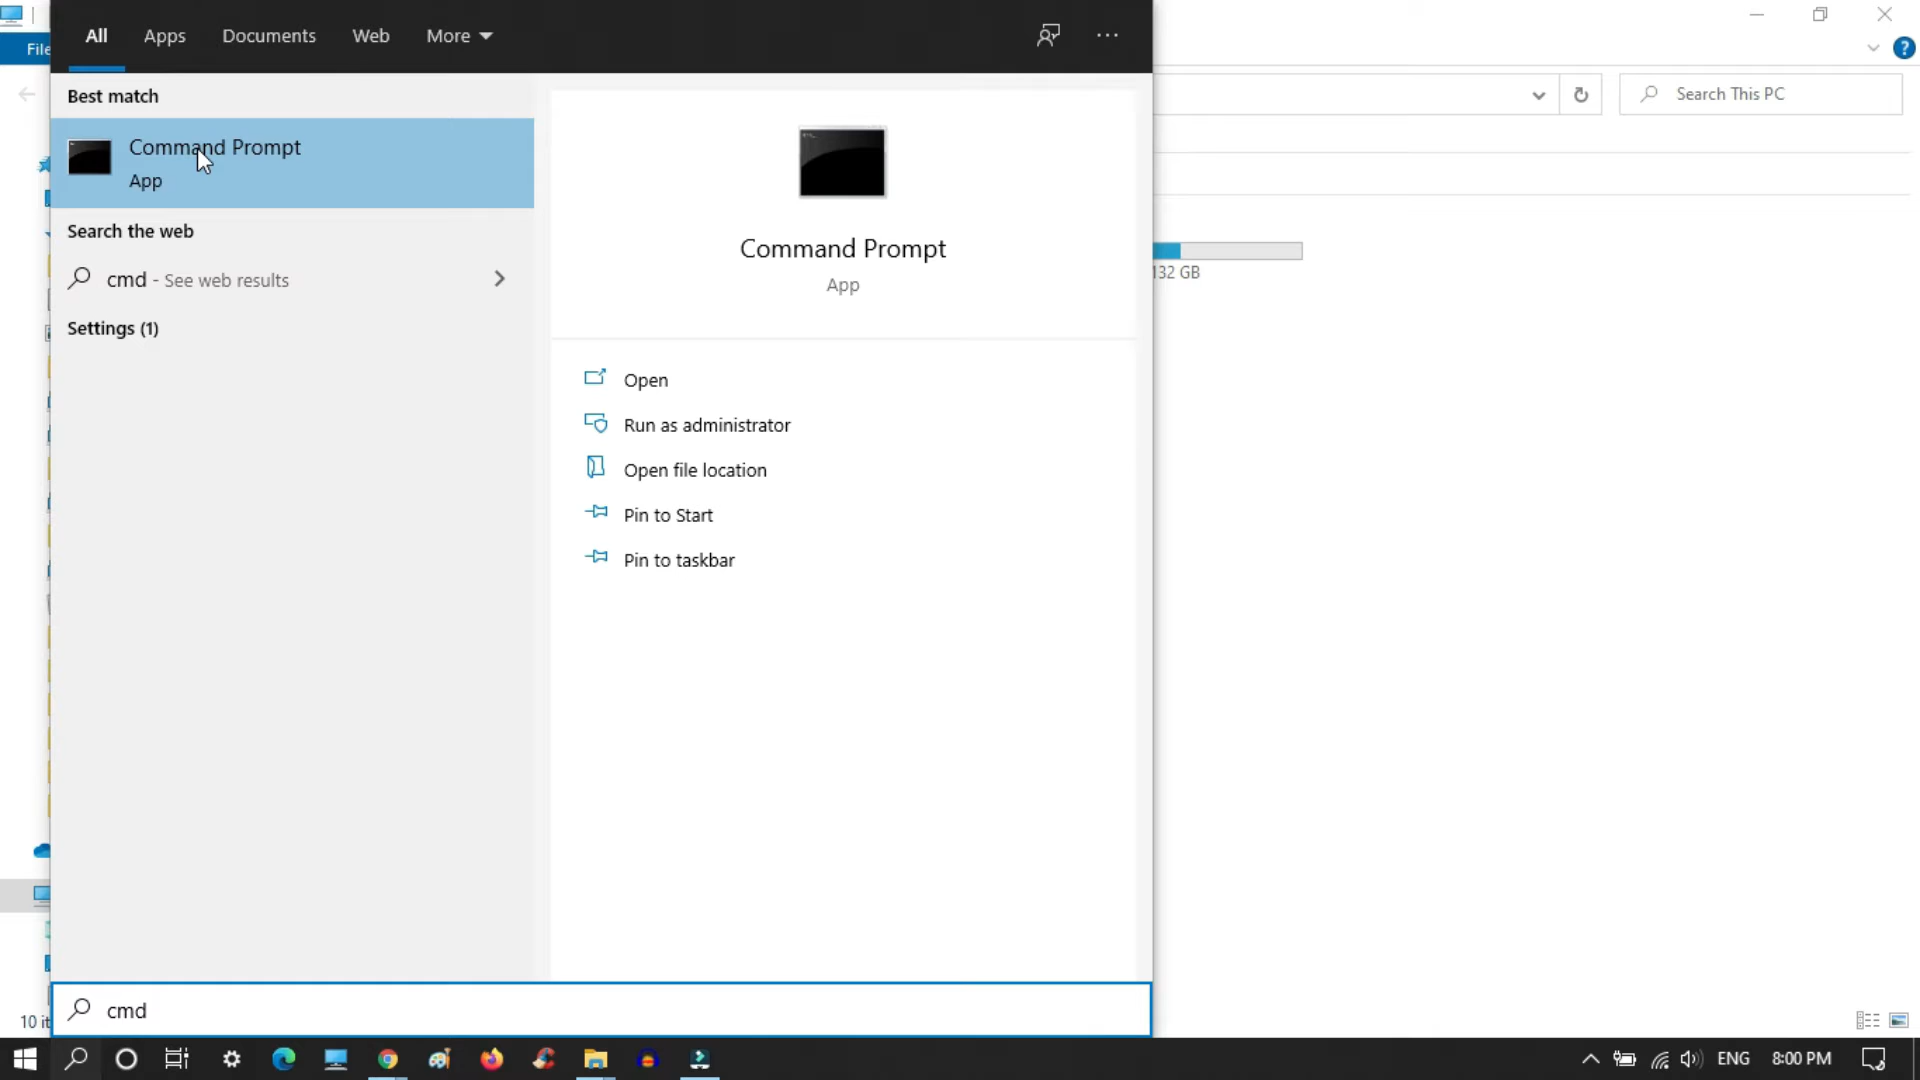 All Apps Documents Web More
File
Best match
Search This PC
Command Prompt
App
Search the web
cmd - See web results
Settings (1)
Command Prompt
App
Open
Run as administrator
Open file location
Pin to Start
Pin to taskbar
132 GB
10 it
cmd
ENG 8:00 PM